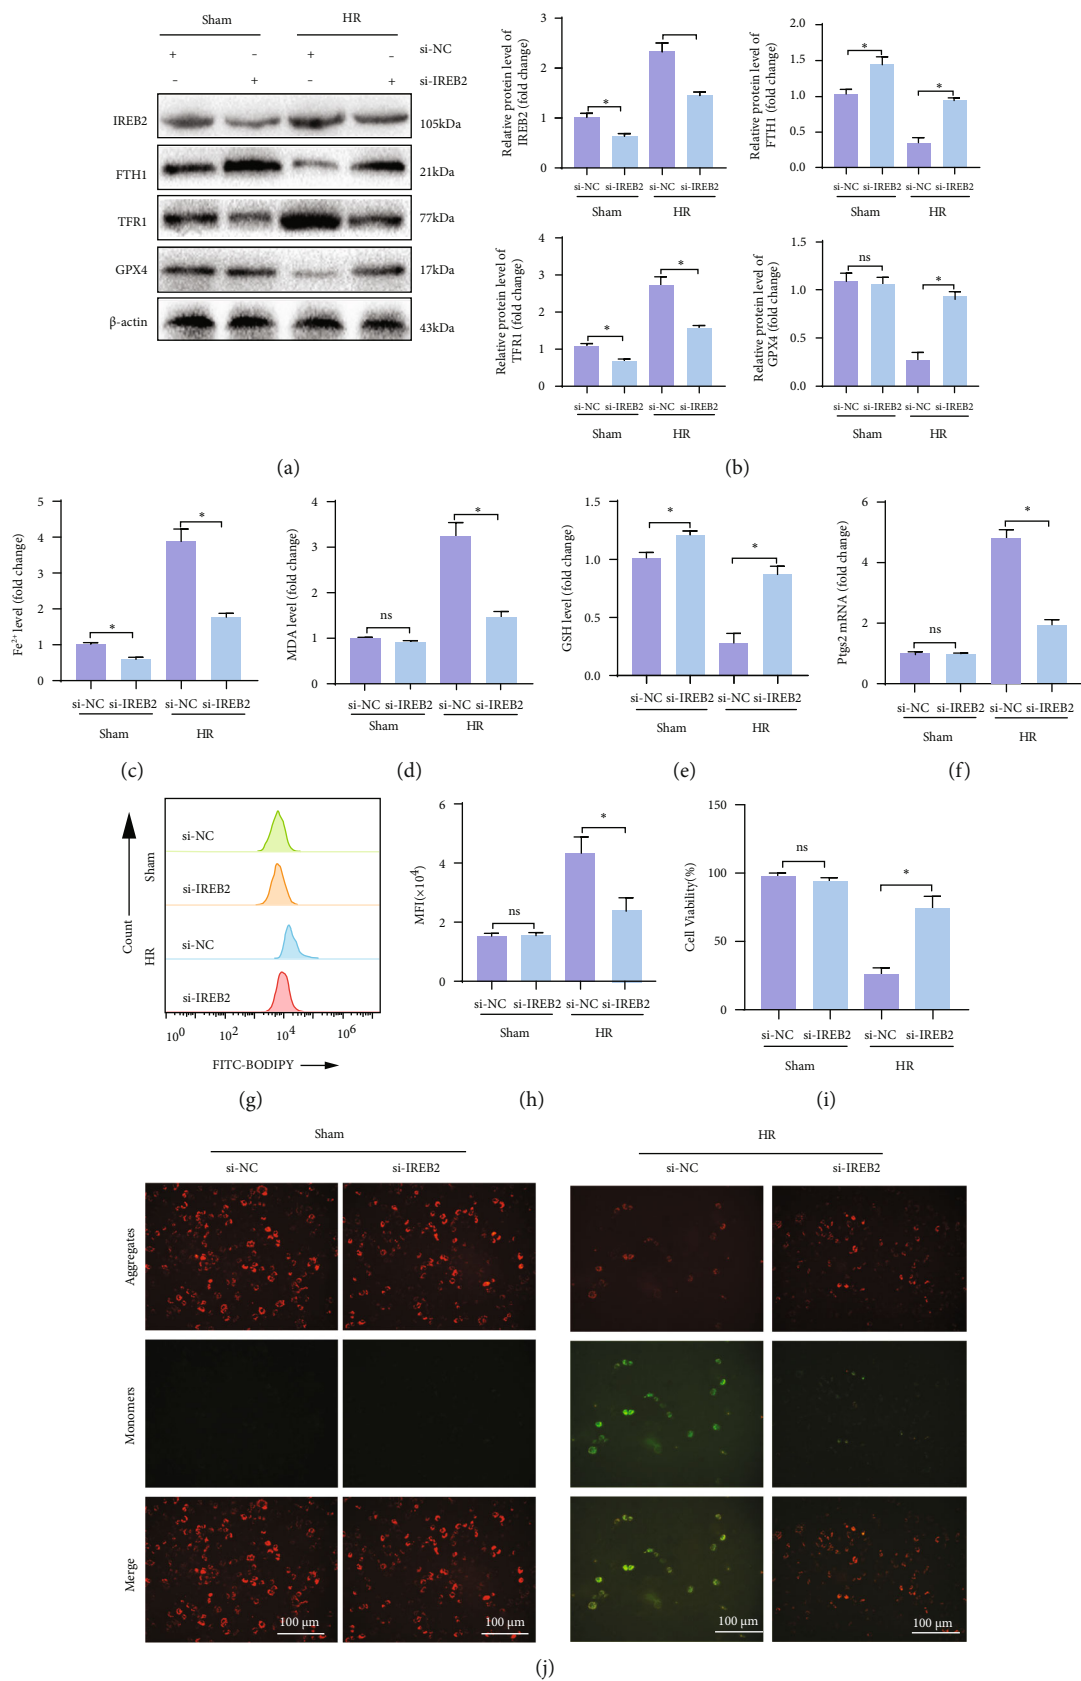 Sham HR
+ - + - si-NC
- + - + si-IREB2
IREB2 105kDa
FTH1 21kDa
TFR1 77kDa
GPX4 17kDa
β-actin 43kDa
(a)
Relative protein level of
IREB2 (fold change)
3
2
1
0
*
si-NC si-IREB2 si-NC si-IREB2
Sham HR
Relative protein level of
FTH1 (fold change)
2.0
1.5
1.0
0.5
0.0
* *
si-NC si-IREB2 si-NC si-IREB2
Sham HR
Relative protein level of
TFR1 (fold change)
4
3
2
1
0
* *
si-NC si-IREB2 si-NC si-IREB2
Sham HR
Relative protein level of
GPX4 (fold change)
1.5
1.0
0.5
0.0
ns *
si-NC si-IREB2 si-NC si-IREB2
Sham HR
(b)
Fe²⁺ level (fold change)
5
4
3
2
1
0
* *
si-NC si-IREB2 si-NC si-IREB2
Sham HR
(c)
MDA level (fold change)
4
3
2
1
0
ns *
si-NC si-IREB2 si-NC si-IREB2
Sham HR
(d)
GSH level (fold change)
1.5
1.0
0.5
0.0
* *
si-NC si-IREB2 si-NC si-IREB2
Sham HR
(e)
Ptgs2 mRNA (fold change)
6
4
2
0
ns *
si-NC si-IREB2 si-NC si-IREB2
Sham HR
(f)
Count
Sham
HR
si-NC
si-IREB2
si-NC
si-IREB2
10⁰ 10² 10⁴ 10⁶
FITC-BODIPY
(g)
MFI(×10⁴)
6
4
2
0
ns *
si-NC si-IREB2 si-NC si-IREB2
Sham HR
(h)
Cell Viability(%)
150
100
50
0
ns *
si-NC si-IREB2 si-NC si-IREB2
Sham HR
(i)
Sham HR
si-NC si-IREB2 si-NC si-IREB2
Aggregates
Monomers
Merge
100 µm 100 µm 100 µm 100 µm
(j)